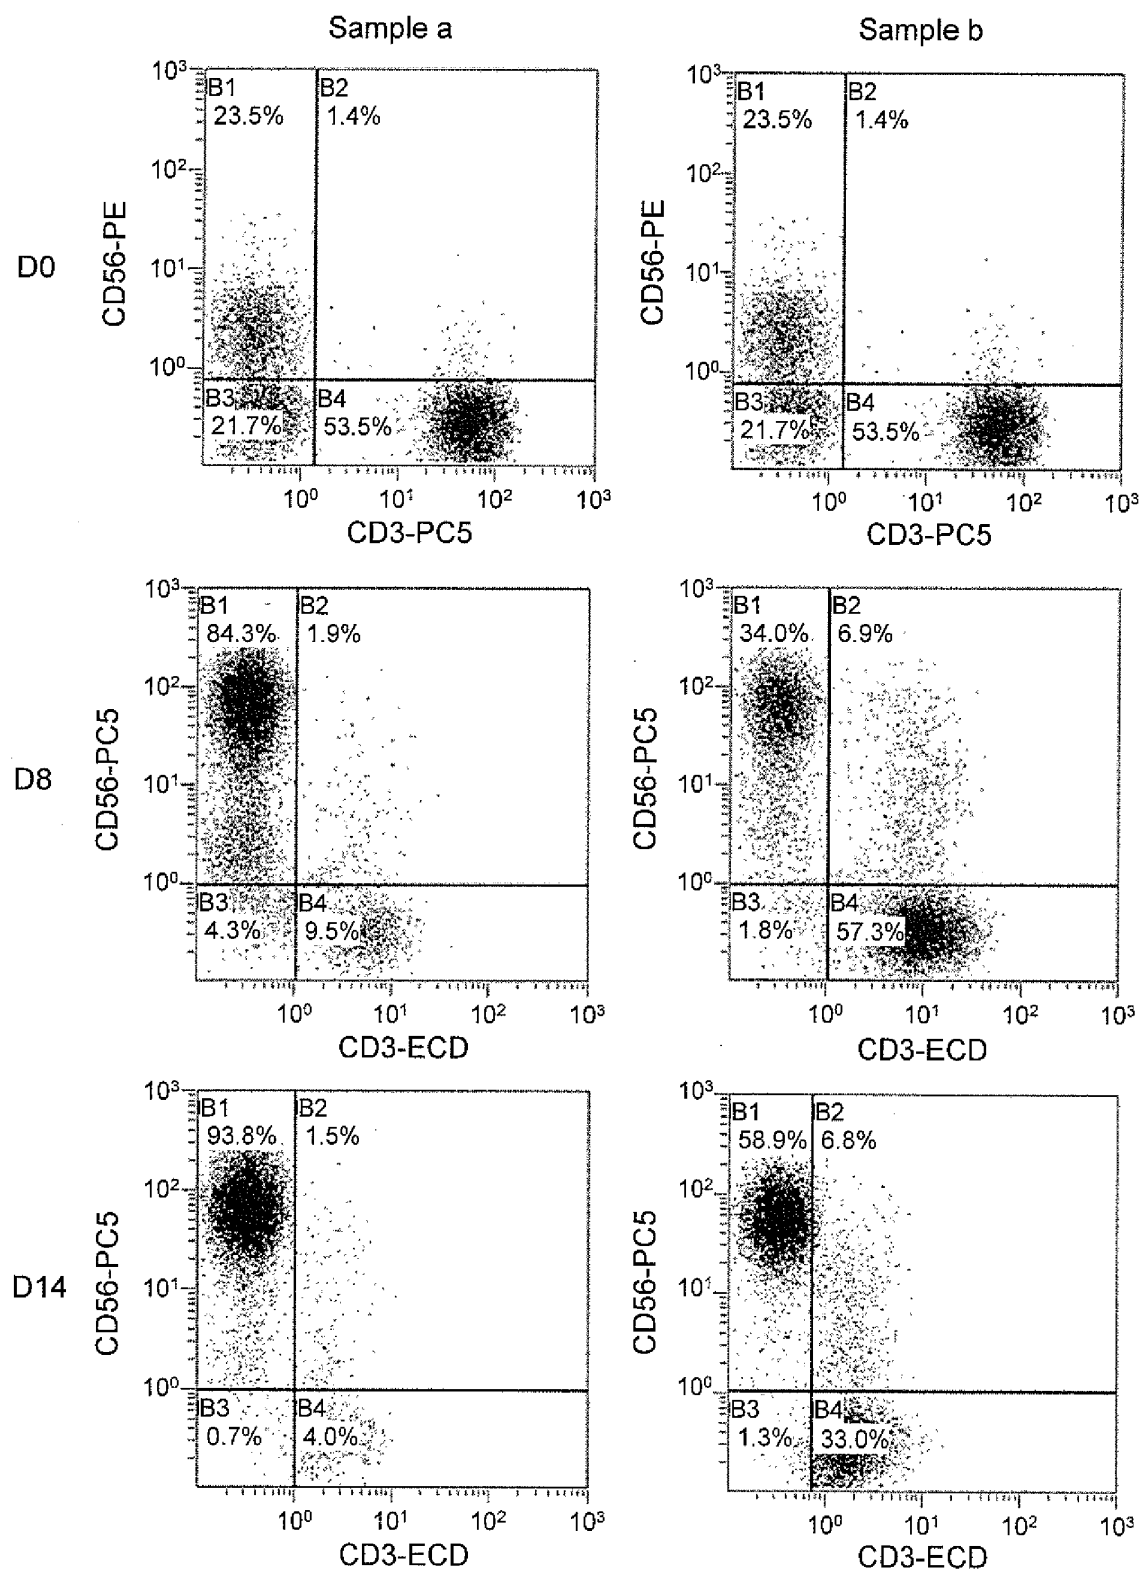 Sample a
Sample b
D0
CD56-PE
10³
10²
10¹
10⁰
B1
23.5%
B2
1.4%
B3
21.7%
B4
53.5%
10⁰ 10¹ 10² 10³
CD3-PC5
CD56-PE
10³
10²
10¹
10⁰
B1
23.5%
B2
1.4%
B3
21.7%
B4
53.5%
10⁰ 10¹ 10² 10³
CD3-PC5
D8
CD56-PC5
10³
10²
10¹
10⁰
B1
84.3%
B2
1.9%
B3
4.3%
B4
9.5%
10⁰ 10¹ 10² 10³
CD3-ECD
CD56-PC5
10³
10²
10¹
10⁰
B1
34.0%
B2
6.9%
B3
1.8%
B4
57.3%
10⁰ 10¹ 10² 10³
CD3-ECD
D14
CD56-PC5
10³
10²
10¹
10⁰
B1
93.8%
B2
1.5%
B3
0.7%
B4
4.0%
10⁰ 10¹ 10² 10³
CD3-ECD
CD56-PC5
10³
10²
10¹
10⁰
B1
58.9%
B2
6.8%
B3
1.3%
B4
33.0%
10⁰ 10¹ 10² 10³
CD3-ECD